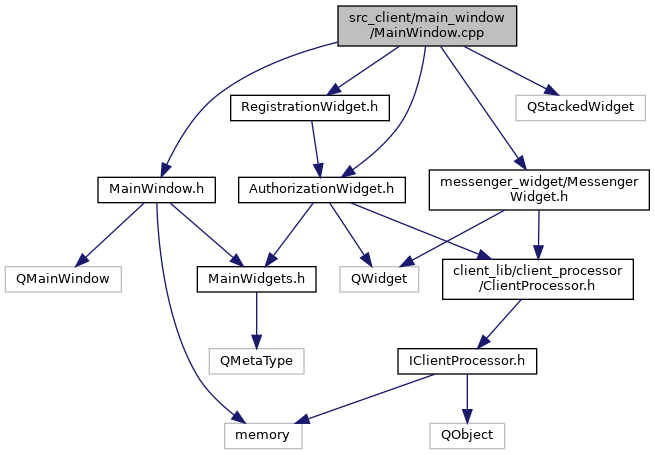 src_client/main_window
/MainWindow.cpp
RegistrationWidget.h
QStackedWidget
MainWindow.h
AuthorizationWidget.h
messenger_widget/Messenger
Widget.h
QMainWindow
MainWidgets.h
QWidget
client_lib/client_processor
/ClientProcessor.h
QMetaType
IClientProcessor.h
memory
QObject